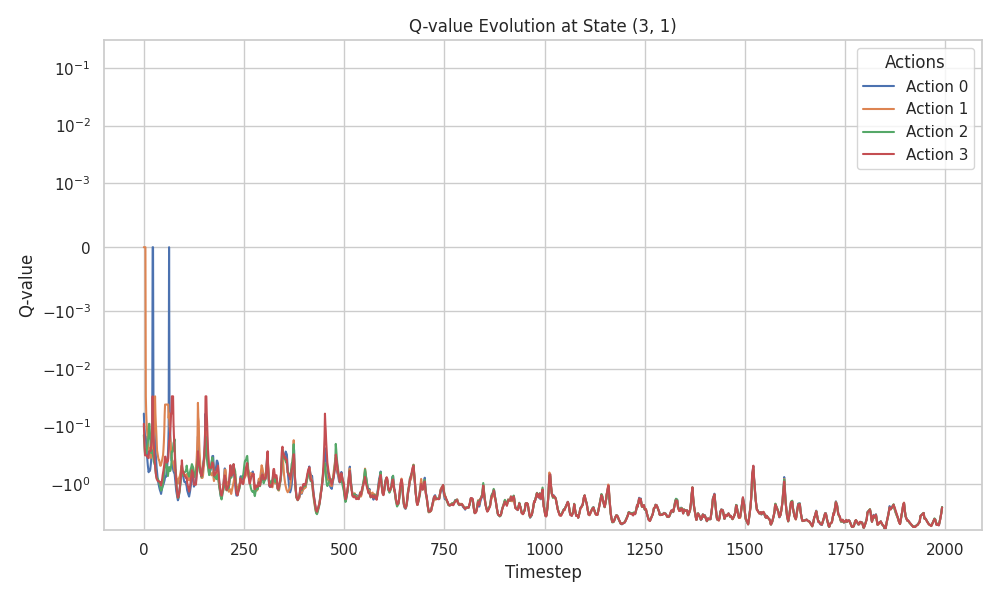 Q-value Evolution at State (3, 1)
Actions
Action 0
Action 1
Action 2
Action 3
10⁻¹
10⁻²
10⁻³
0
−10⁻³
−10⁻²
−10⁻¹
−10⁰
Q-value
0 250 500 750 1000 1250 1500 1750 2000
Timestep